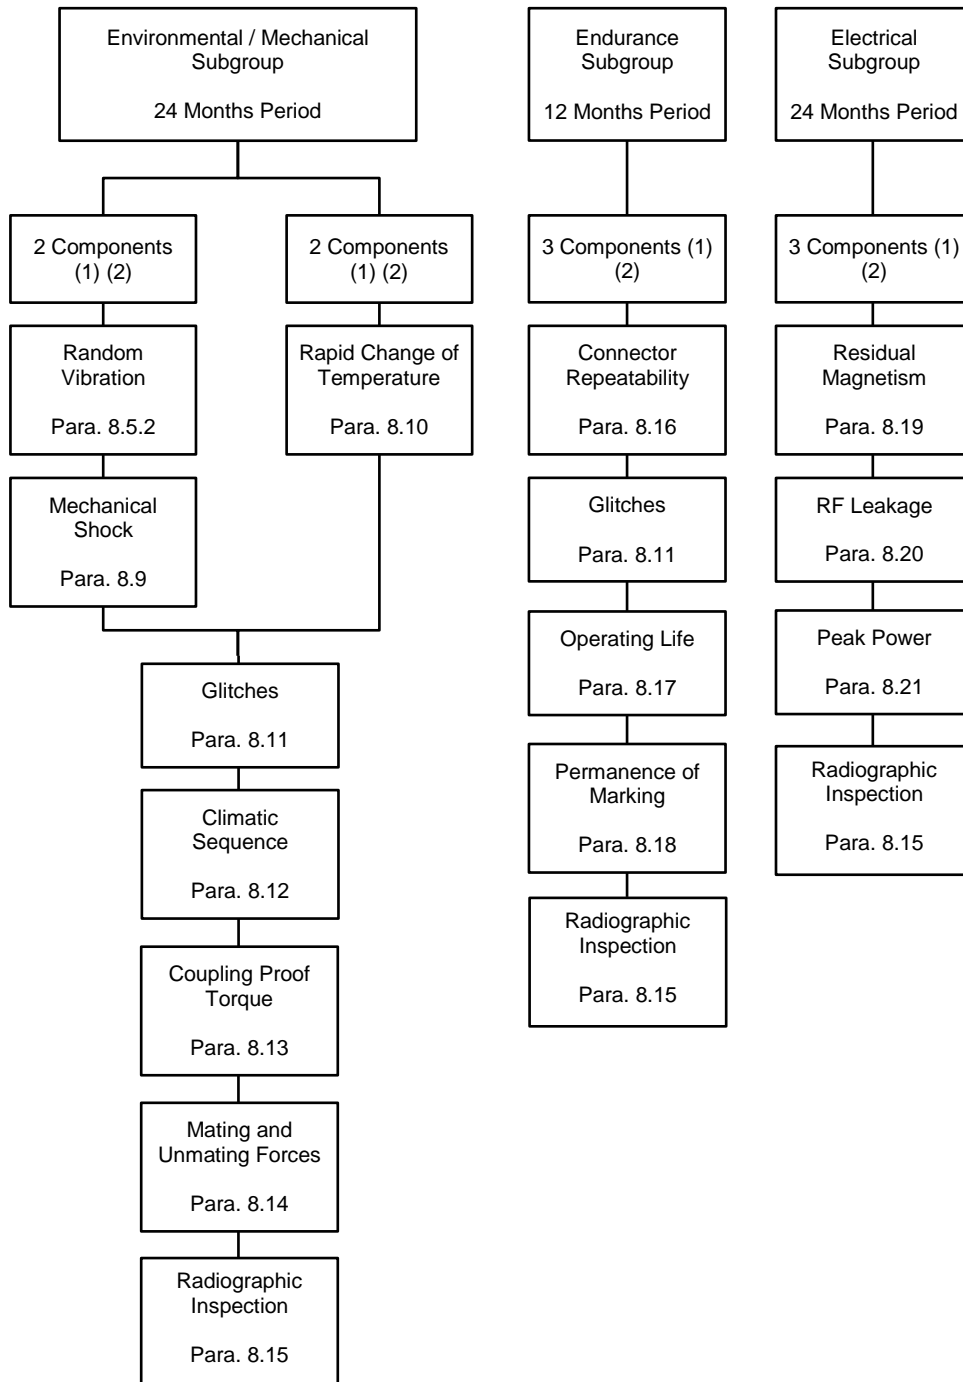 Environmental / Mechanical
Subgroup
24 Months Period
2 Components
(1) (2)
2 Components
(1) (2)
Random
Vibration
Para. 8.5.2
Rapid Change of
Temperature
Para. 8.10
Mechanical
Shock
Para. 8.9
Glitches
Para. 8.11
Climatic
Sequence
Para. 8.12
Coupling Proof
Torque
Para. 8.13
Mating and
Unmating Forces
Para. 8.14
Radiographic
Inspection
Para. 8.15
Endurance
Subgroup
12 Months Period
3 Components (1)
(2)
Connector
Repeatability
Para. 8.16
Glitches
Para. 8.11
Operating Life
Para. 8.17
Permanence of
Marking
Para. 8.18
Radiographic
Inspection
Para. 8.15
Electrical
Subgroup
24 Months Period
3 Components (1)
(2)
Residual
Magnetism
Para. 8.19
RF Leakage
Para. 8.20
Peak Power
Para. 8.21
Radiographic
Inspection
Para. 8.15